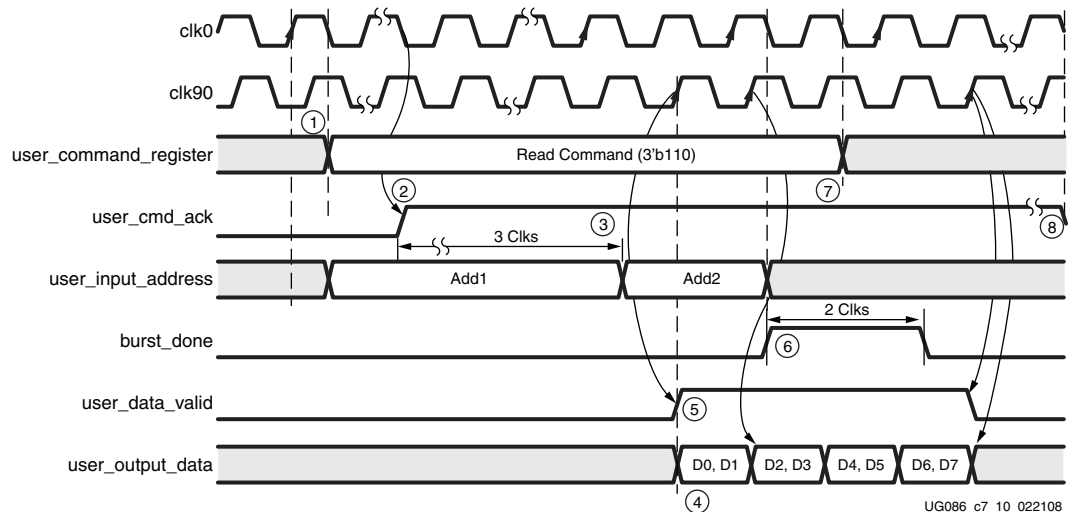 clk0
clk90
1
user_command_register
Read Command (3'b110)
2
7
user_cmd_ack
3
8
3 Clks
user_input_address
Add1
Add2
2 Clks
burst_done
6
user_data_valid
5
user_output_data
D0, D1
D2, D3
D4, D5
D6, D7
4
UG086_c7_10_022108